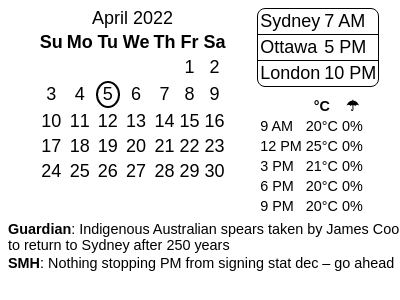 April 2022
Su Mo Tu We Th Fr Sa
1 2
3 4 5 6 7 8 9
10 11 12 13 14 15 16
17 18 19 20 21 22 23
24 25 26 27 28 29 30
Sydney 7 AM
Ottawa 5 PM
London 10 PM
°C ☂
9 AM 20°C 0%
12 PM 25°C 0%
3 PM 21°C 0%
6 PM 20°C 0%
9 PM 20°C 0%
Guardian: Indigenous Australian spears taken by James Coo
to return to Sydney after 250 years
SMH: Nothing stopping PM from signing stat dec – go ahead